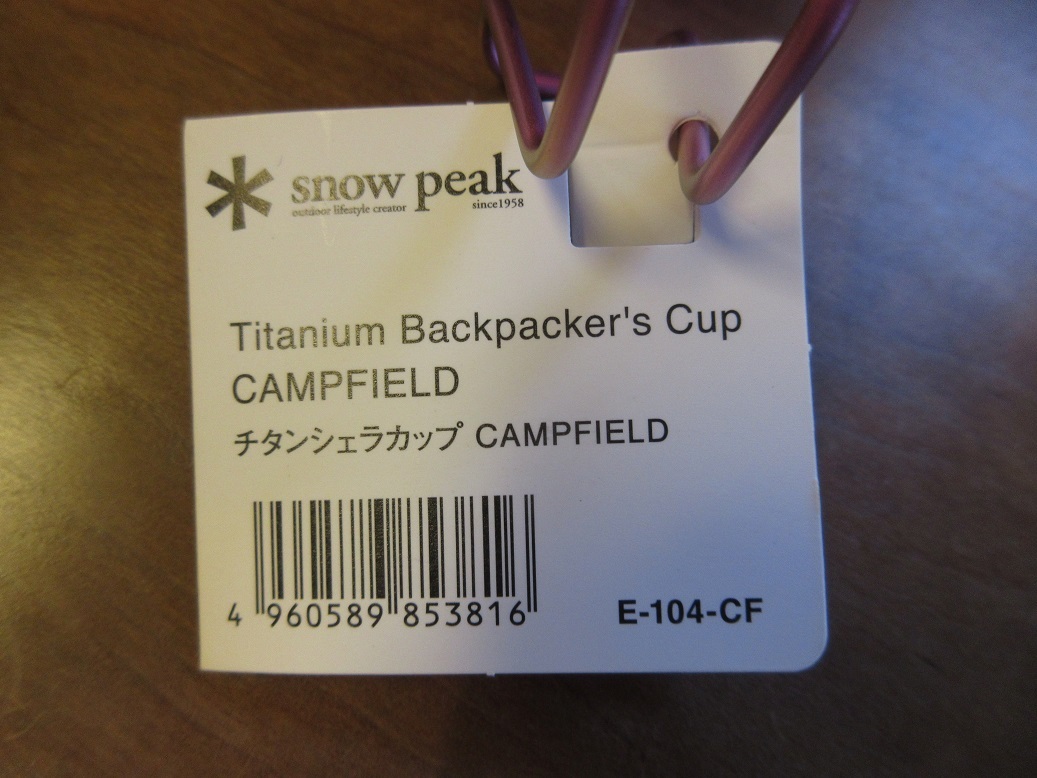 snow peak
outdoor lifestyle creator since1958
Titanium Backpacker's Cup
CAMPFIELD
チタンシェラカップ CAMPFIELD
4 960589 853816
E-104-CF